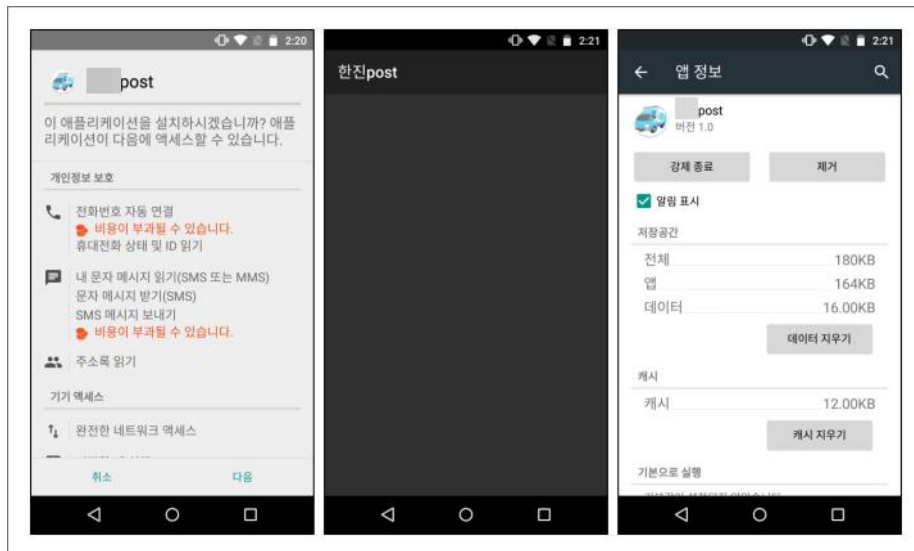 2:20
post
이 애플리케이션을 설치하시겠습니까? 애플
리케이션이 다음에 액세스할 수 있습니다.
개인정보 보호
전화번호 자동 연결
비용이 부과될 수 있습니다.
휴대전화 상태 및 ID 읽기
내 문자 메시지 읽기(SMS 또는 MMS)
문자 메시지 받기(SMS)
SMS 메시지 보내기
비용이 부과될 수 있습니다.
주소록 읽기
기기 액세스
완전한 네트워크 액세스
취소
다음
2:21
한진post
2:21
앱 정보
post
버전 1.0
강제 종료
제거
알림 표시
저장공간
전체 180KB
앱 164KB
데이터 16.00KB
데이터 지우기
캐시
캐시 12.00KB
캐시 지우기
기본으로 실행